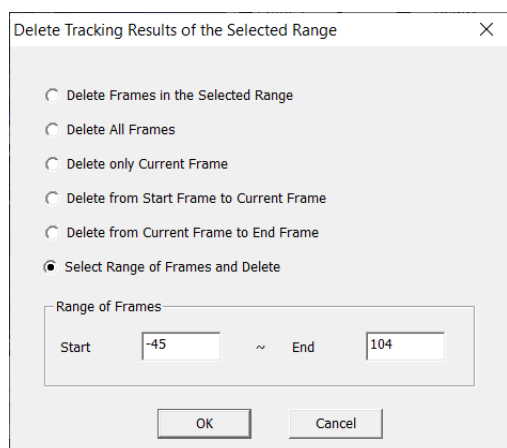 Delete Tracking Results of the Selected Range
Delete Frames in the Selected Range
Delete All Frames
Delete only Current Frame
Delete from Start Frame to Current Frame
Delete from Current Frame to End Frame
Select Range of Frames and Delete
Range of Frames
Start -45 ~ End 104
OK Cancel